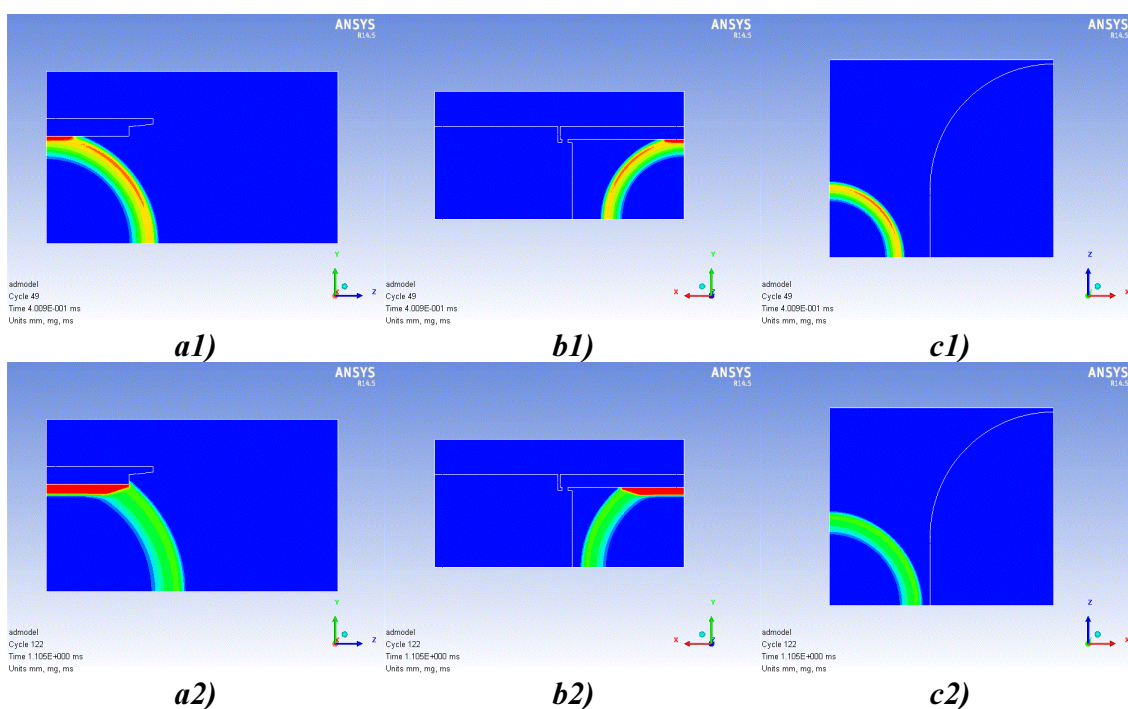 ANSYS
R14.5
Y
X
Z
admodel
Cycle 49
Time 4.009E-001 ms
Units mm, mg, ms
a1)
ANSYS
R14.5
Y
X
Z
admodel
Cycle 49
Time 4.009E-001 ms
Units mm, mg, ms
b1)
ANSYS
R14.5
Z
X
admodel
Cycle 49
Time 4.009E-001 ms
Units mm, mg, ms
c1)
ANSYS
R14.5
Y
X
Z
admodel
Cycle 122
Time 1.105E+000 ms
Units mm, mg, ms
a2)
ANSYS
R14.5
Y
X
Z
admodel
Cycle 122
Time 1.105E+000 ms
Units mm, mg, ms
b2)
ANSYS
R14.5
Z
X
admodel
Cycle 122
Time 1.105E+000 ms
Units mm, mg, ms
c2)